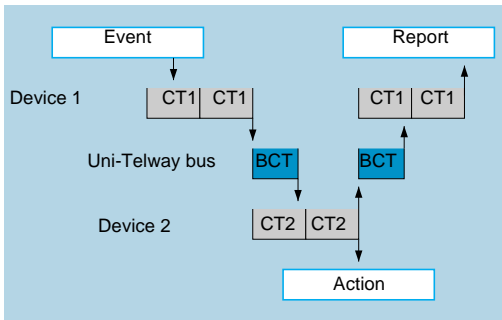 Event Report
Device 1 CT1 CT1 CT1 CT1
Uni-Telway bus BCT BCT
Device 2 CT2 CT2
Action